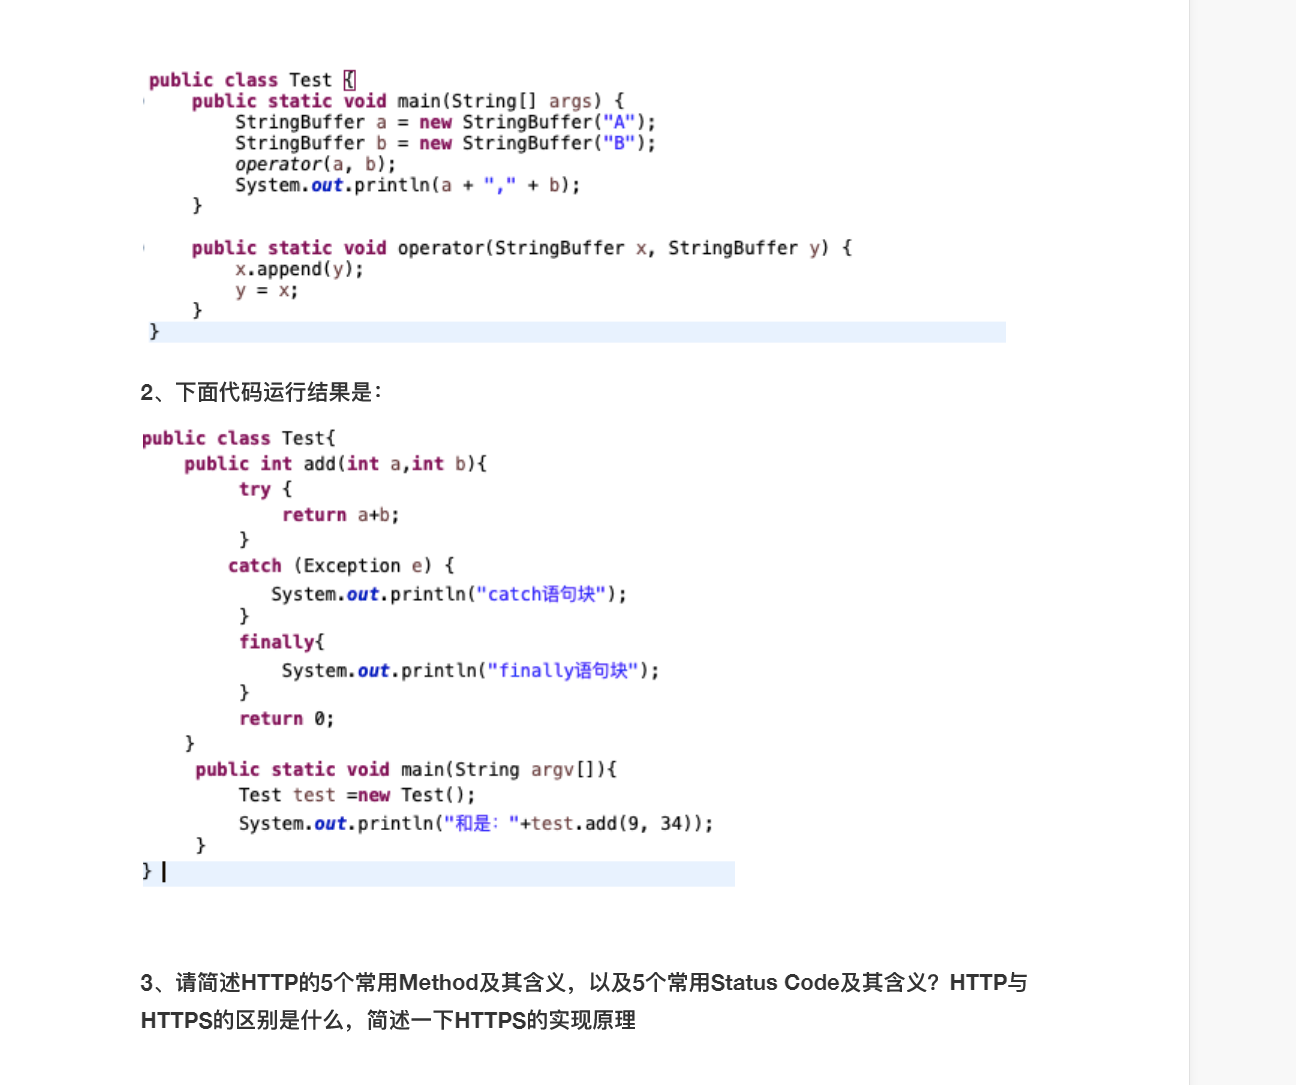 public class Test {
public static void main(String[] args) {
StringBuffer a = new StringBuffer("A");
StringBuffer b = new StringBuffer("B");
operator(a, b);
System.out.println(a + "," + b);
}
public static void operator(StringBuffer x, StringBuffer y) {
x.append(y);
y = x;
}
}
2、下面代码运行结果是：
public class Test{
public int add(int a,int b){
try {
return a+b;
}
catch (Exception e) {
System.out.println("catch语句块");
}
finally{
System.out.println("finally语句块");
}
return 0;
}
public static void main(String argv[]){
Test test =new Test();
System.out.println("和是："+test.add(9, 34));
}
}
3、请简述HTTP的5个常用Method及其含义，以及5个常用Status Code及其含义？HTTP与
HTTPS的区别是什么，简述一下HTTPS的实现原理